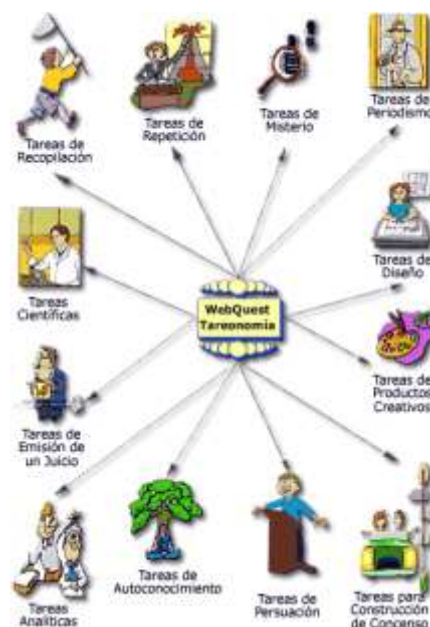 Tareas de
Recopilación
Tareas de
Repetición
Tareas de
Misterio
Tareas de
Periodismo
Tareas
Científicas
WebQuest
Tareonomía
Tareas de
Diseño
Tareas de
Productos
Creativos
Tareas de
Emisión de
un Juicio
Tareas
Analíticas
Tareas de
Autoconocimiento
Tareas de
Persuación
Tareas para
Construcción
de Concenso